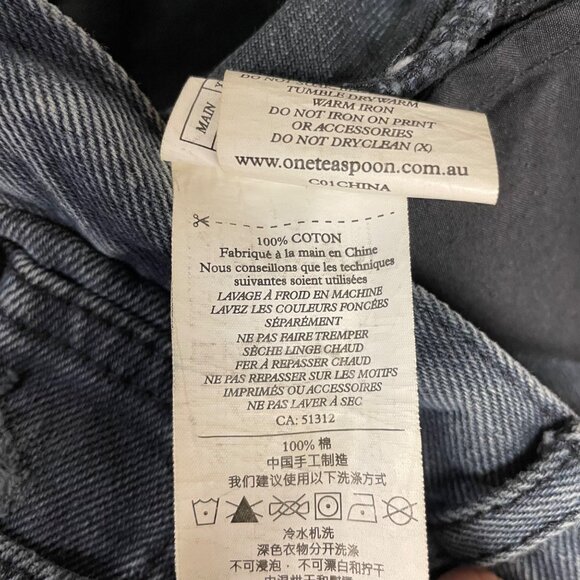 MAIN
TUMBLE DRY WARM
WARM IRON
DO NOT IRON ON PRINT
OR ACCESSORIES
DO NOT DRYCLEAN (X)
www.oneteaspoon.com.au
C01CHINA
100% COTON
Fabriqué à la main en Chine
Nous conseillons que les techniques
suivantes soient utilisées
LAVAGE À FROID EN MACHINE
LAVEZ LES COULEURS FONCÉES
SÉPARÉMENT
NE PAS FAIRE TREMPER
SÈCHE LINGE CHAUD
FER À REPASSER CHAUD
NE PAS REPASSER SUR LES MOTIFS
IMPRIMÉS OU ACCESSOIRES
NE PAS LAVER À SEC
CA: 51312
100% 棉
中国手工制造
我们建议使用以下洗涤方式
冷水机洗
深色衣物分开洗涤
不可浸泡, 不可漂白和拧干